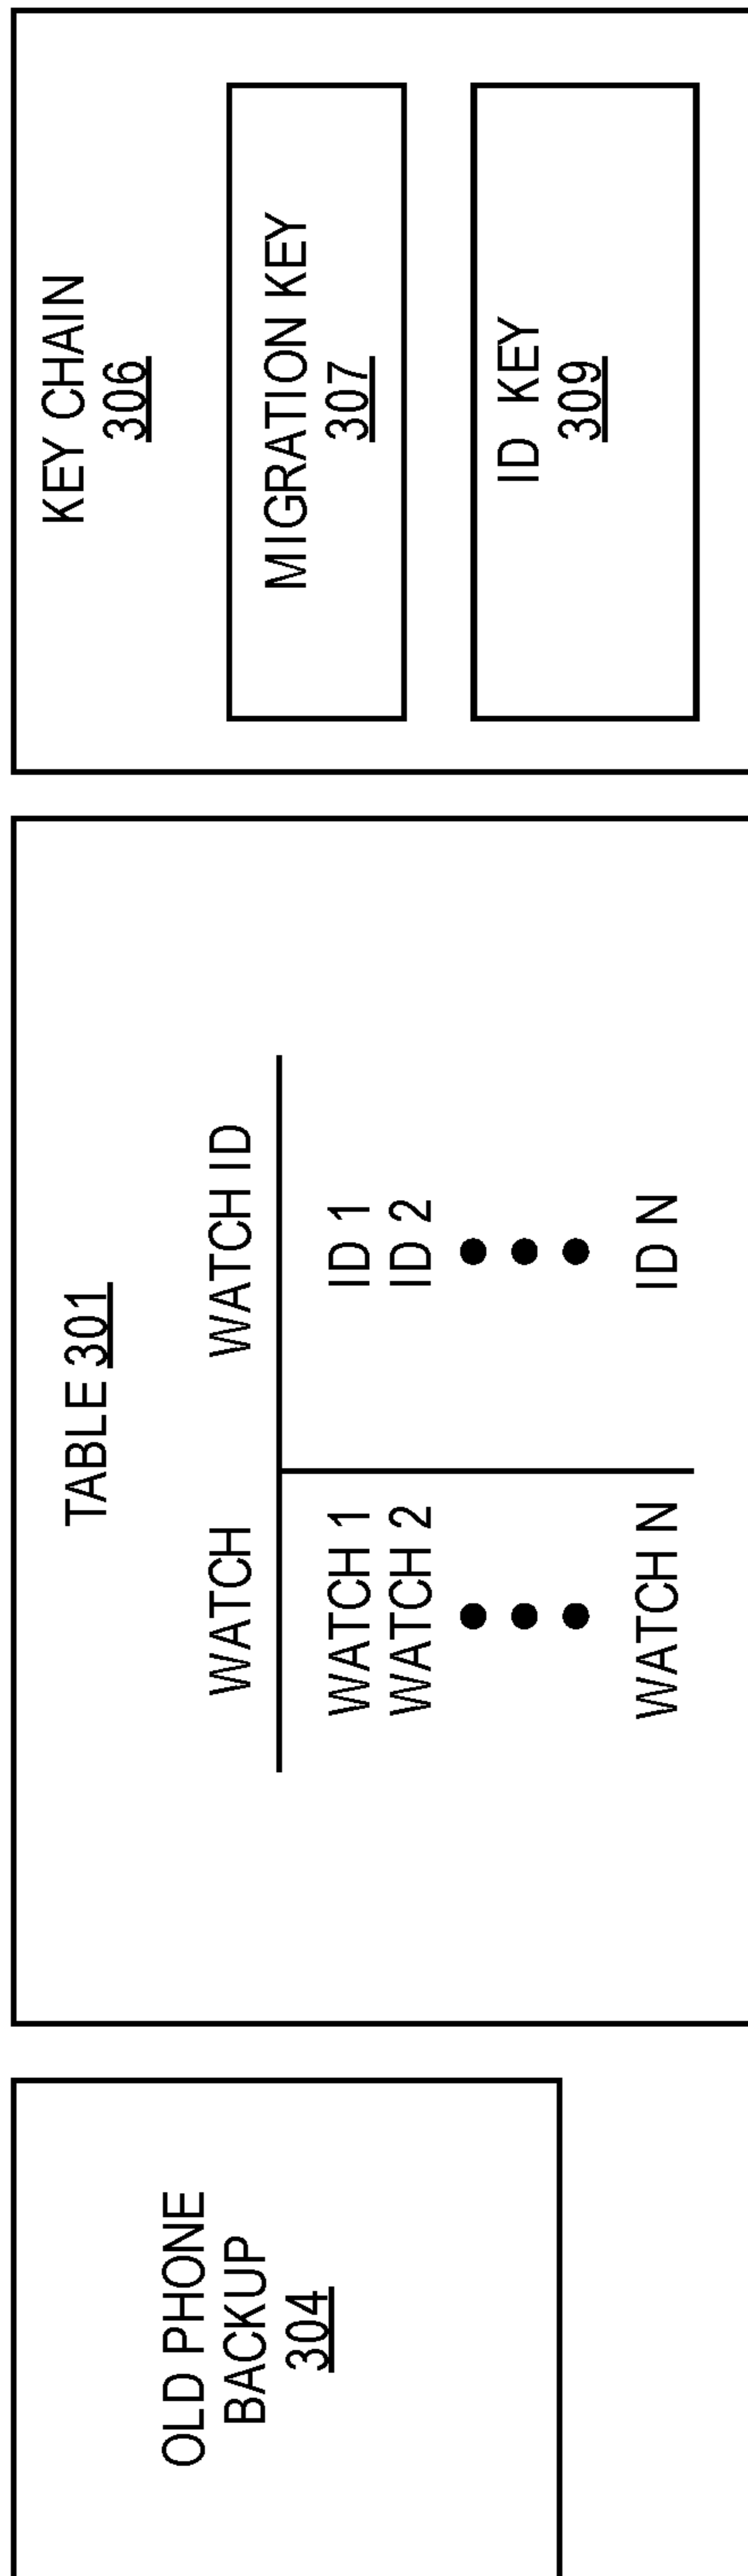 OLD PHONE
BACKUP
304
TABLE 301
WATCH WATCH ID
WATCH 1 ID 1
WATCH 2 ID 2
WATCH N ID N
KEY CHAIN
306
MIGRATION KEY
307
ID KEY
309